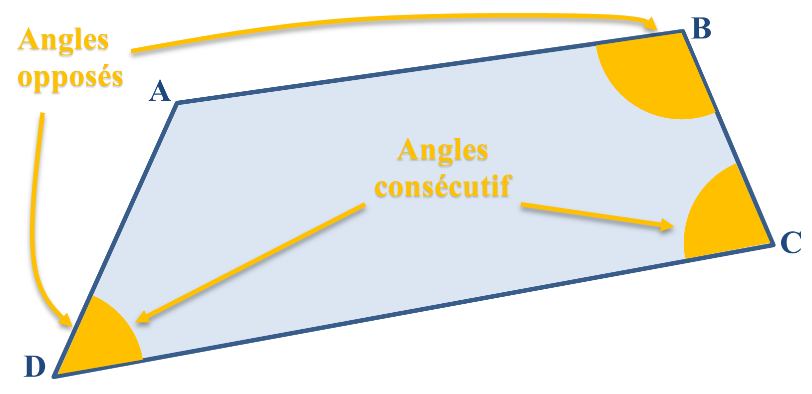 Angles
opposés
A
B
Angles
consécutif
C
D